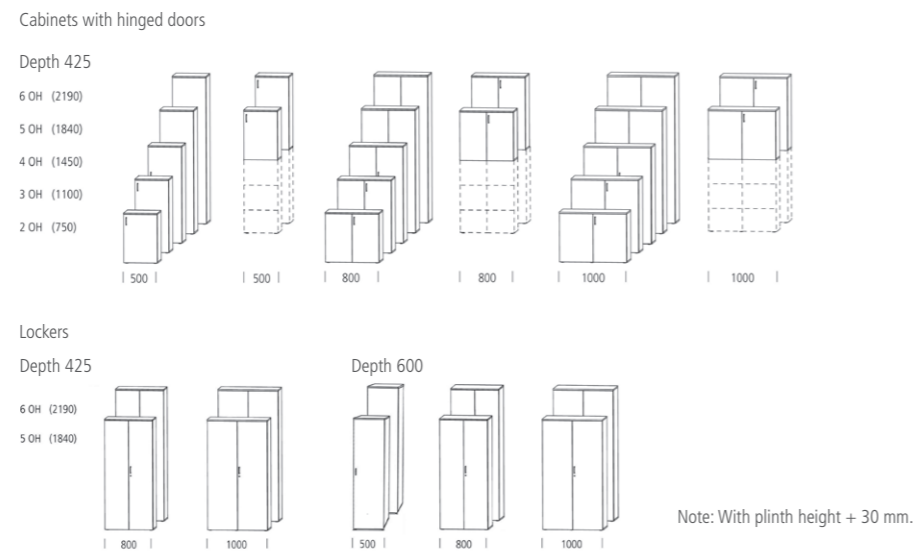 Cabinets with hinged doors
Depth 425
6 OH (2190)
5 OH (1840)
4 OH (1450)
3 OH (1100)
2 OH (750)
500 500 800 800 1000 1000
Lockers
Depth 425 Depth 600
6 OH (2190)
5 OH (1840)
Note: With plinth height + 30 mm.
800 1000 500 800 1000